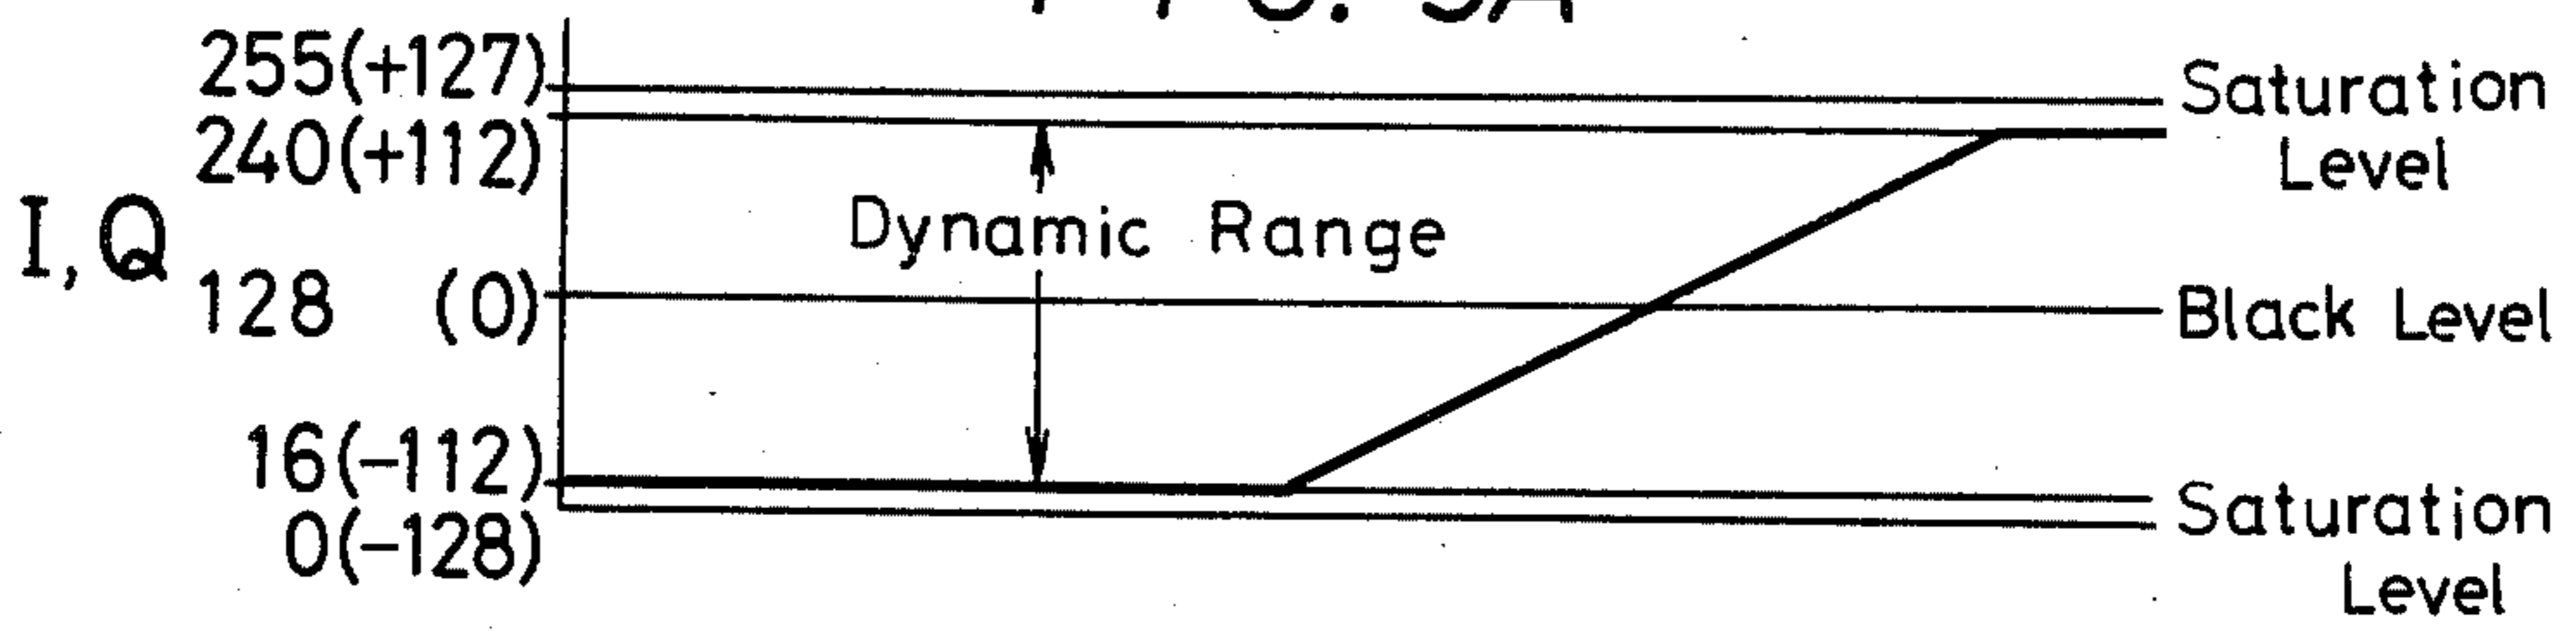 255(+127)
240(+112)
I, Q
128 (0)
16(-112)
0(-128)
Dynamic Range
Saturation
Level
Black Level
Saturation
Level